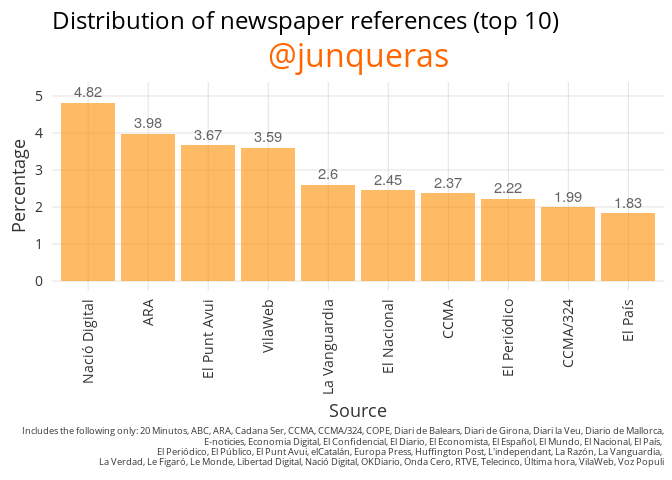 Distribution of newspaper references (top 10)
@junqueras
Percentage
5
4
3
2
1
0
4.82
3.98
3.67
3.59
2.6
2.45
2.37
2.22
1.99
1.83
Nació Digital
ARA
El Punt Avui
VilaWeb
La Vanguardia
El Nacional
CCMA
El Periódico
CCMA/324
El País
Source
Includes the following only: 20 Minutos, ABC, ARA, Cadana Ser, CCMA, CCMA/324, COPE, Diari de Balears, Diari de Girona, Diari la Veu, Diario de Mallorca,
E-noticies, Economia Digital, El Confidencial, El Diario, El Economista, El Español, El Mundo, El Nacional, El País,
El Periódico, El Público, El Punt Avui, elCatalán, Europa Press, Huffington Post, L'independant, La Razón, La Vanguardia,
La Verdad, Le Figaró, Le Monde, Libertad Digital, Nació Digital, OKDiario, Onda Cero, RTVE, Telecinco, Última hora, VilaWeb, Voz Populi